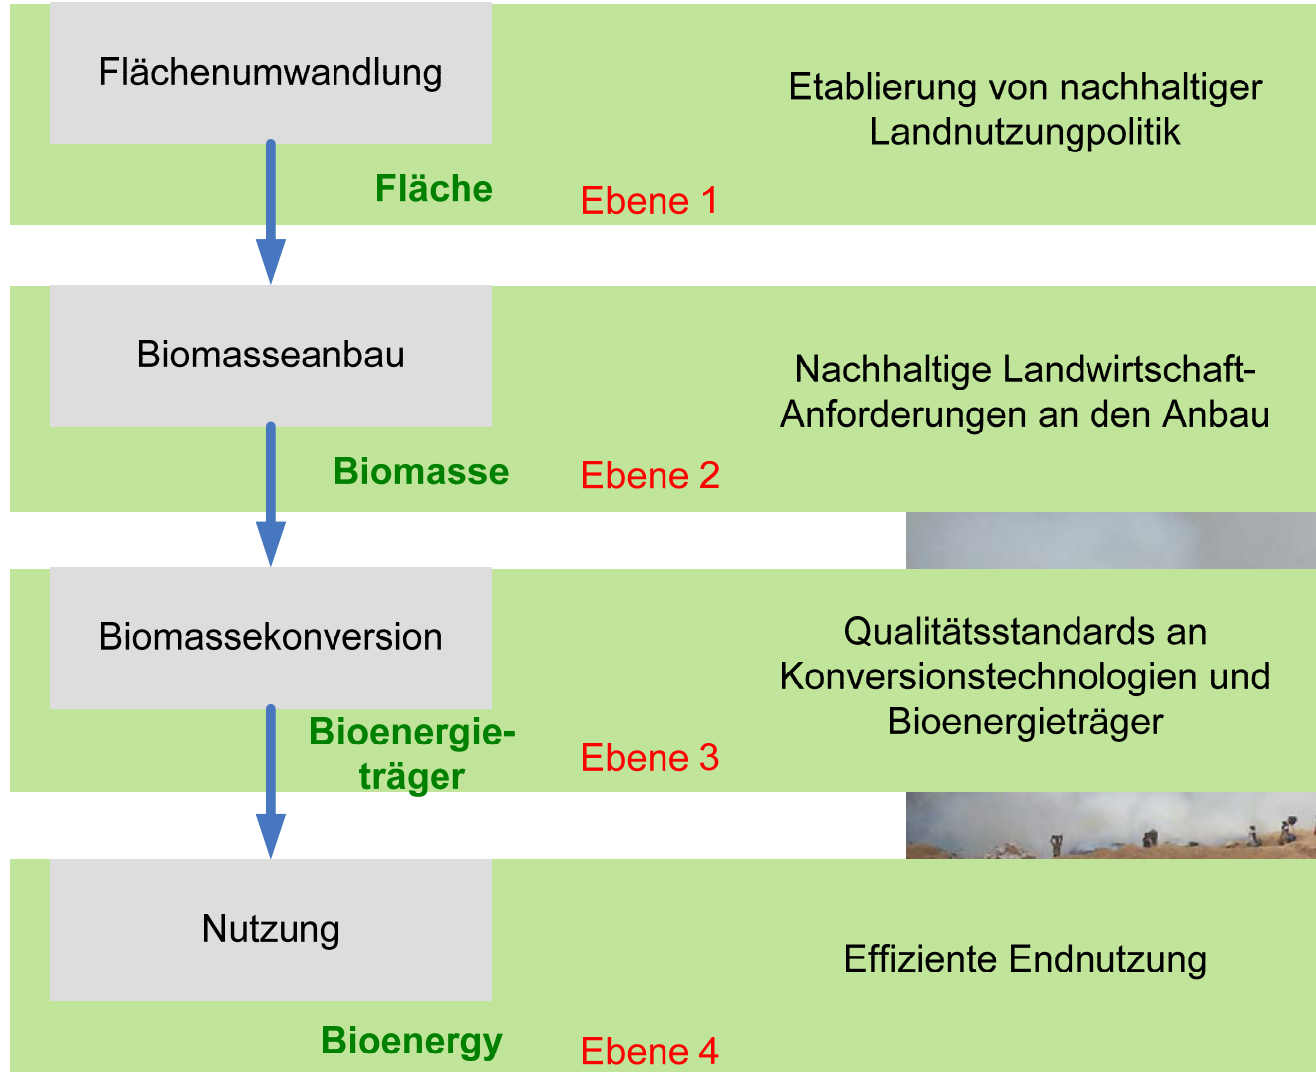 Flächenumwandlung
Etablierung von nachhaltiger
Landnutzungpolitik
Fläche
Ebene 1
Biomasseanbau
Nachhaltige Landwirtschaft-
Anforderungen an den Anbau
Biomasse
Ebene 2
Biomassekonversion
Qualitätsstandards an
Konversionstechnologien und
Bioenergieträger
Bioenergie-
träger
Ebene 3
Nutzung
Effiziente Endnutzung
Bioenergy
Ebene 4